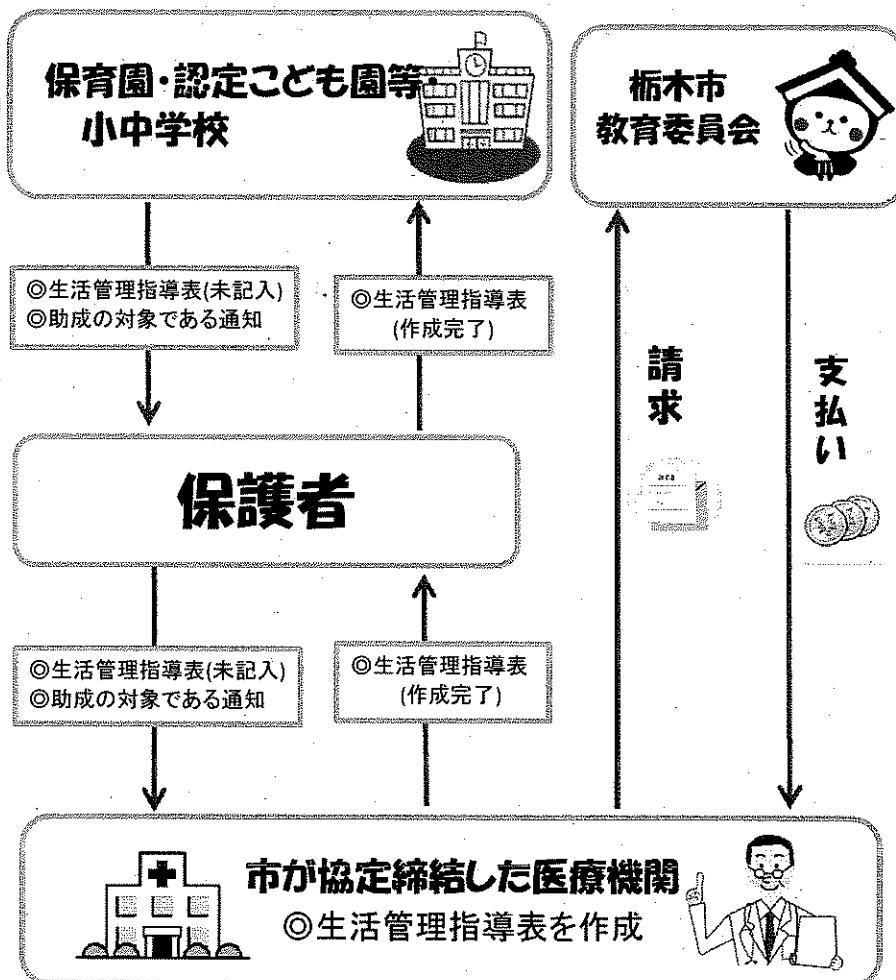 保育園・認定こども園等・
小中学校
栃木市
教育委員会
◎生活管理指導表(未記入)
◎助成の対象である通知
◎生活管理指導表
(作成完了)
請求
支払い
保護者
◎生活管理指導表(未記入)
◎助成の対象である通知
◎生活管理指導表
(作成完了)
市が協定締結した医療機関
◎生活管理指導表を作成